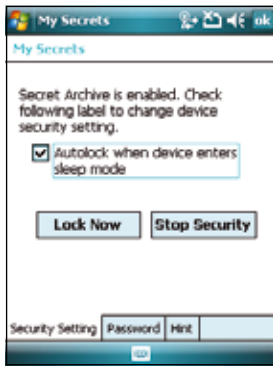 My Secrets
ok
My Secrets
Secret Archive is enabled. Check
following label to change device
security setting.
Autolock when device enters
sleep mode
Lock Now
Stop Security
Security Setting
Password
Hint